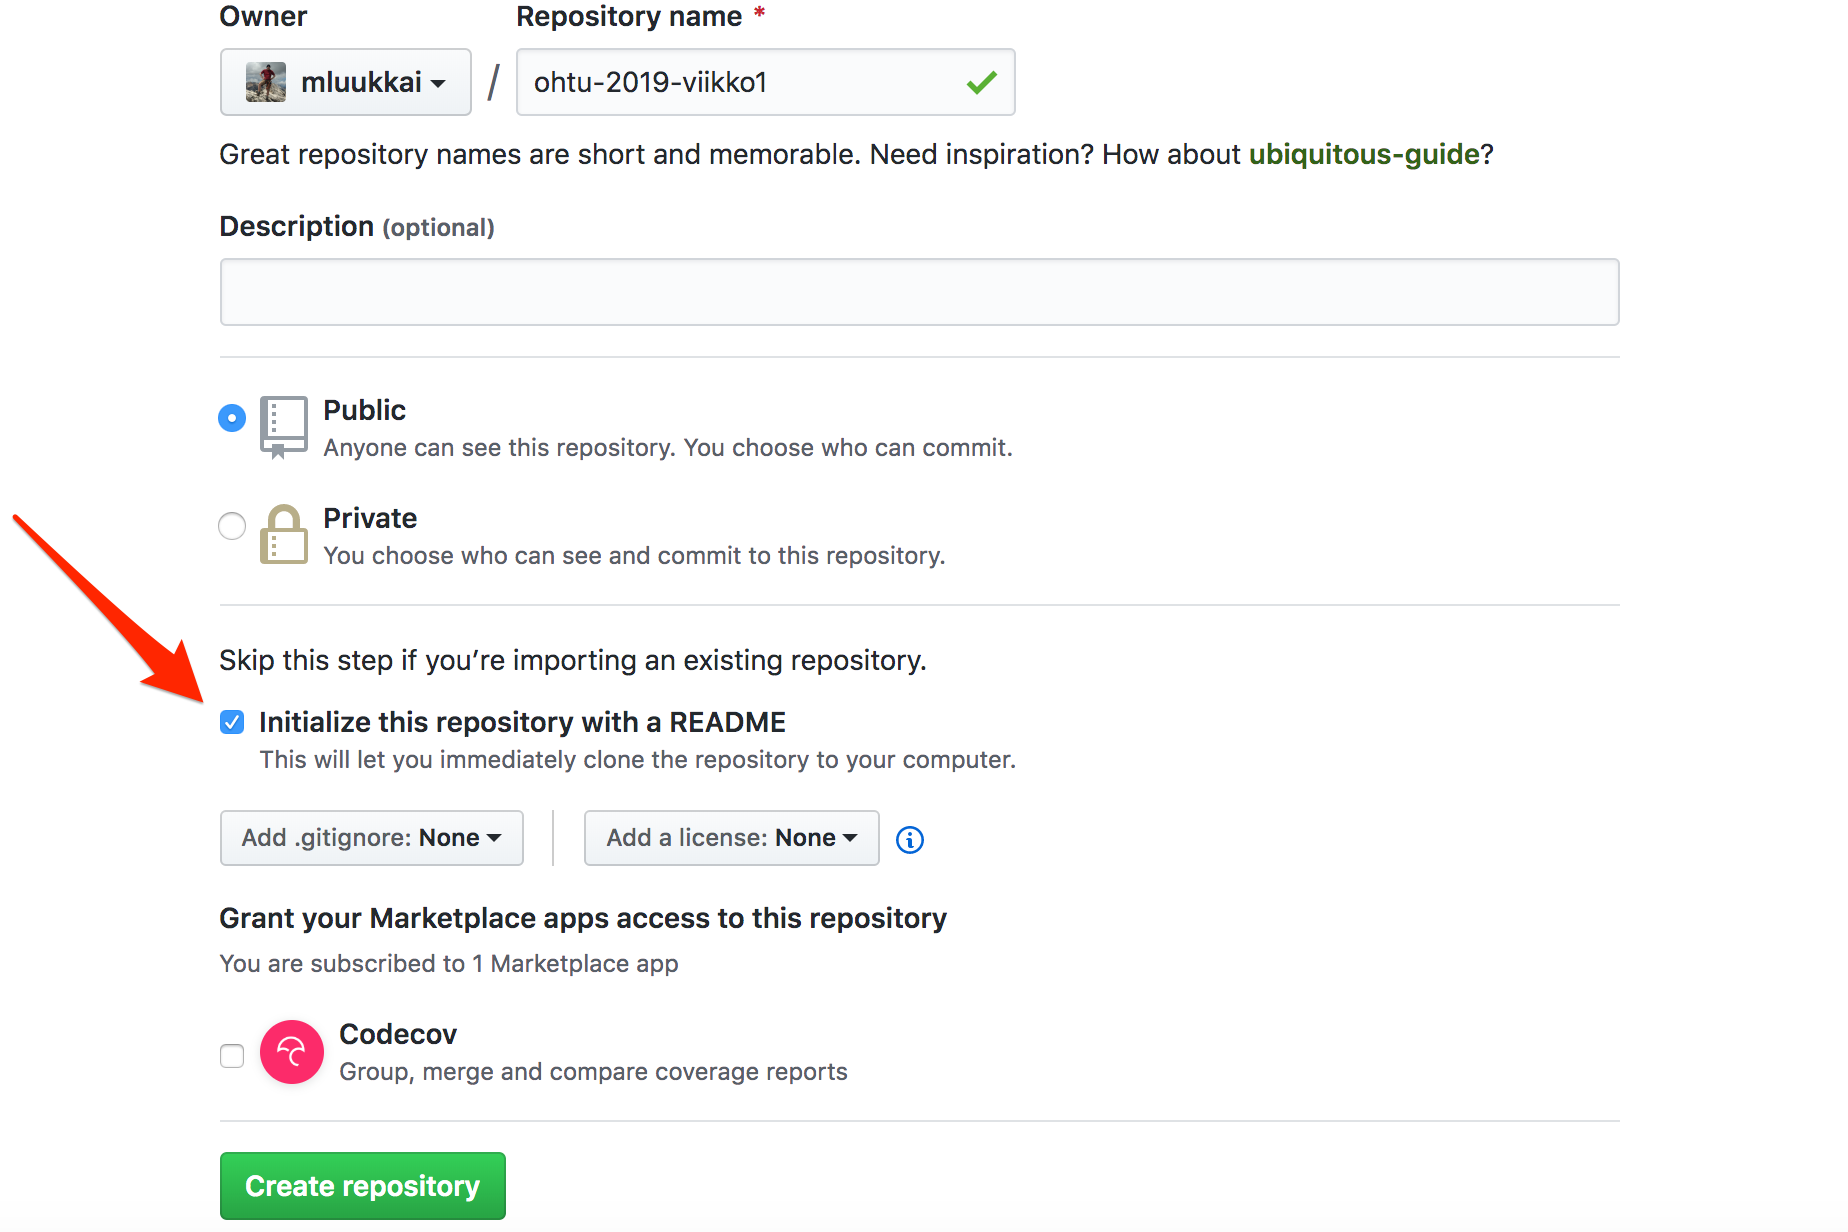 Owner Repository name *
mluukkai / ohtu-2019-viikko1
Great repository names are short and memorable. Need inspiration? How about ubiquitous-guide?
Description (optional)
Public
Anyone can see this repository. You choose who can commit.
Private
You choose who can see and commit to this repository.
Skip this step if you’re importing an existing repository.
Initialize this repository with a README
This will let you immediately clone the repository to your computer.
Add .gitignore: None Add a license: None
Grant your Marketplace apps access to this repository
You are subscribed to 1 Marketplace app
Codecov
Group, merge and compare coverage reports
Create repository